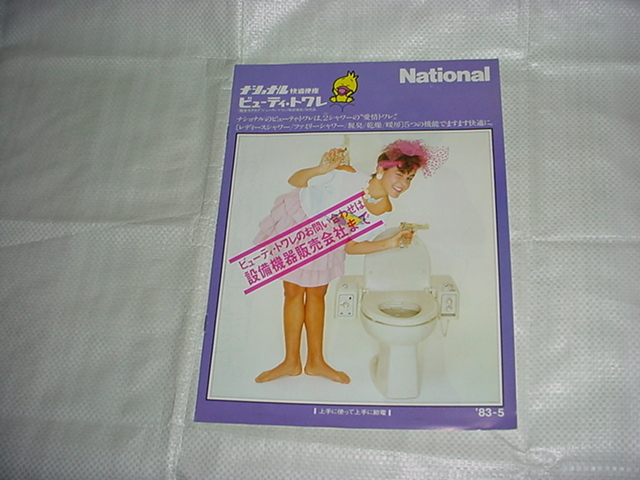 ナショナル 快適便座
National
ビューティ・トワレ
ナショナルのビューティ・トワレは、2シャワーの"愛情トワレ"
[レディースシャワー/ファミリーシャワー/脱臭/乾燥/暖房]5つの機能でますます快適に。
ビューティ・トワレのお問い合わせは
設備機器販売会社まで
上手に使って上手に節電
'83-5